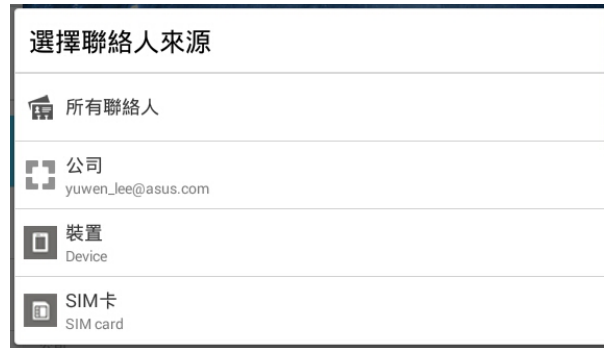 選擇聯絡人來源
所有聯絡人
公司
yuwen_lee@asus.com
裝置
Device
SIM卡
SIM card